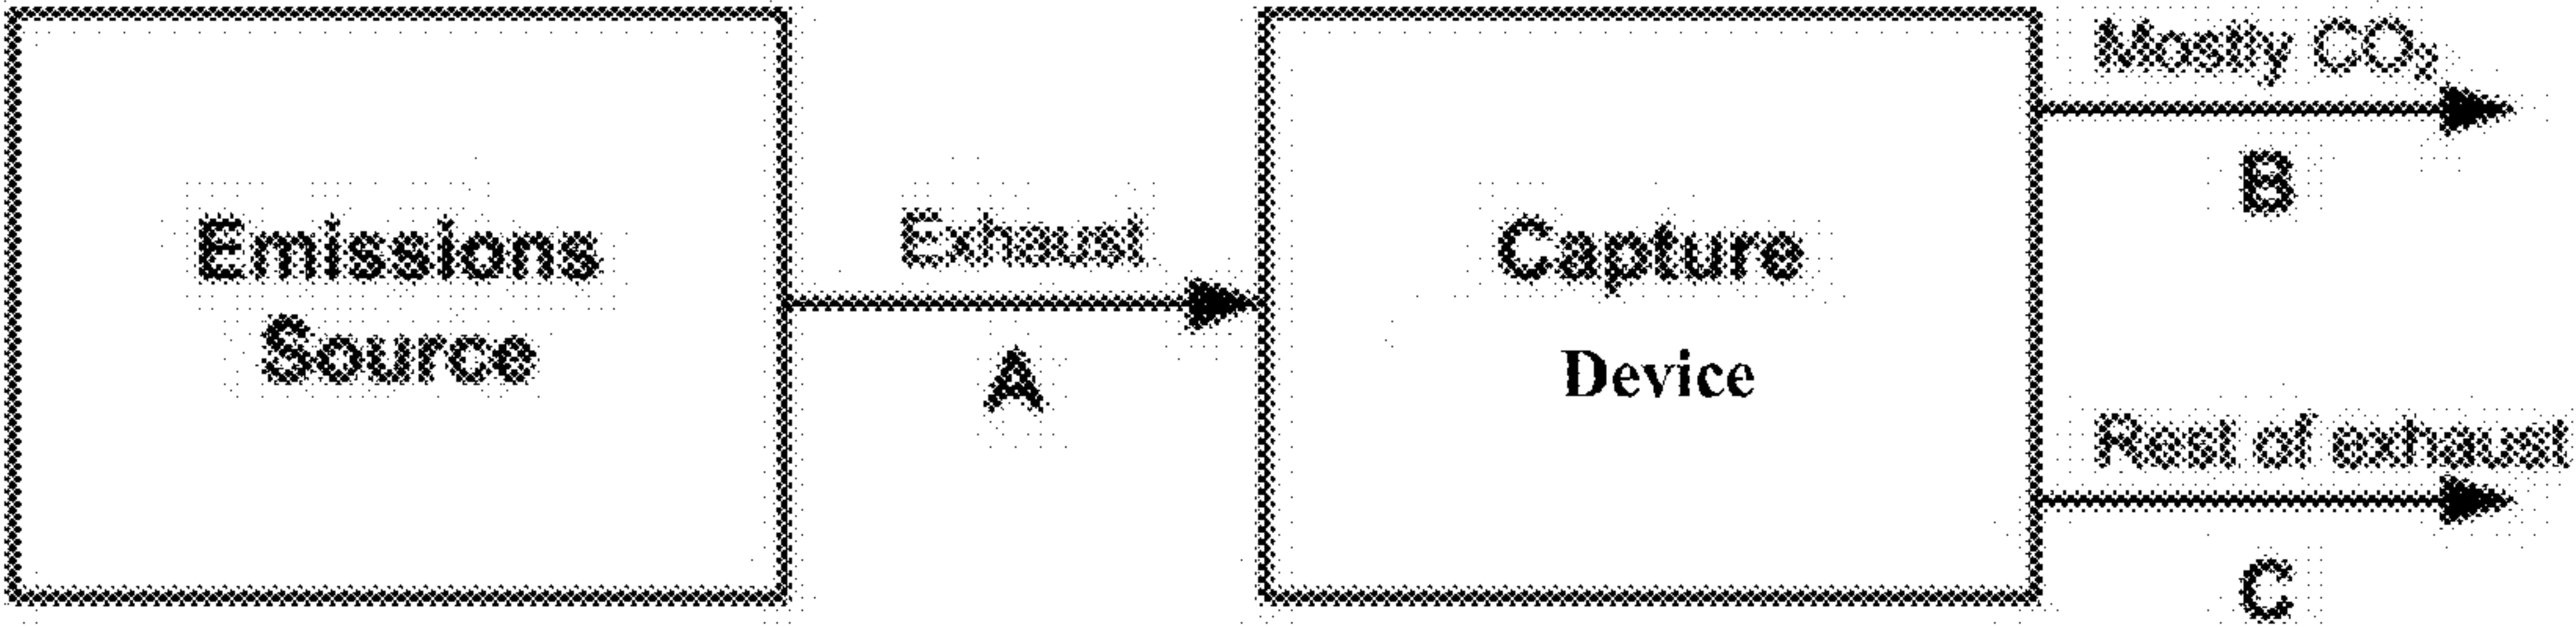 Emissions
Source
Exhaust
A
Capture
Device
Mostly CO₂
B
Rest of exhaust
C